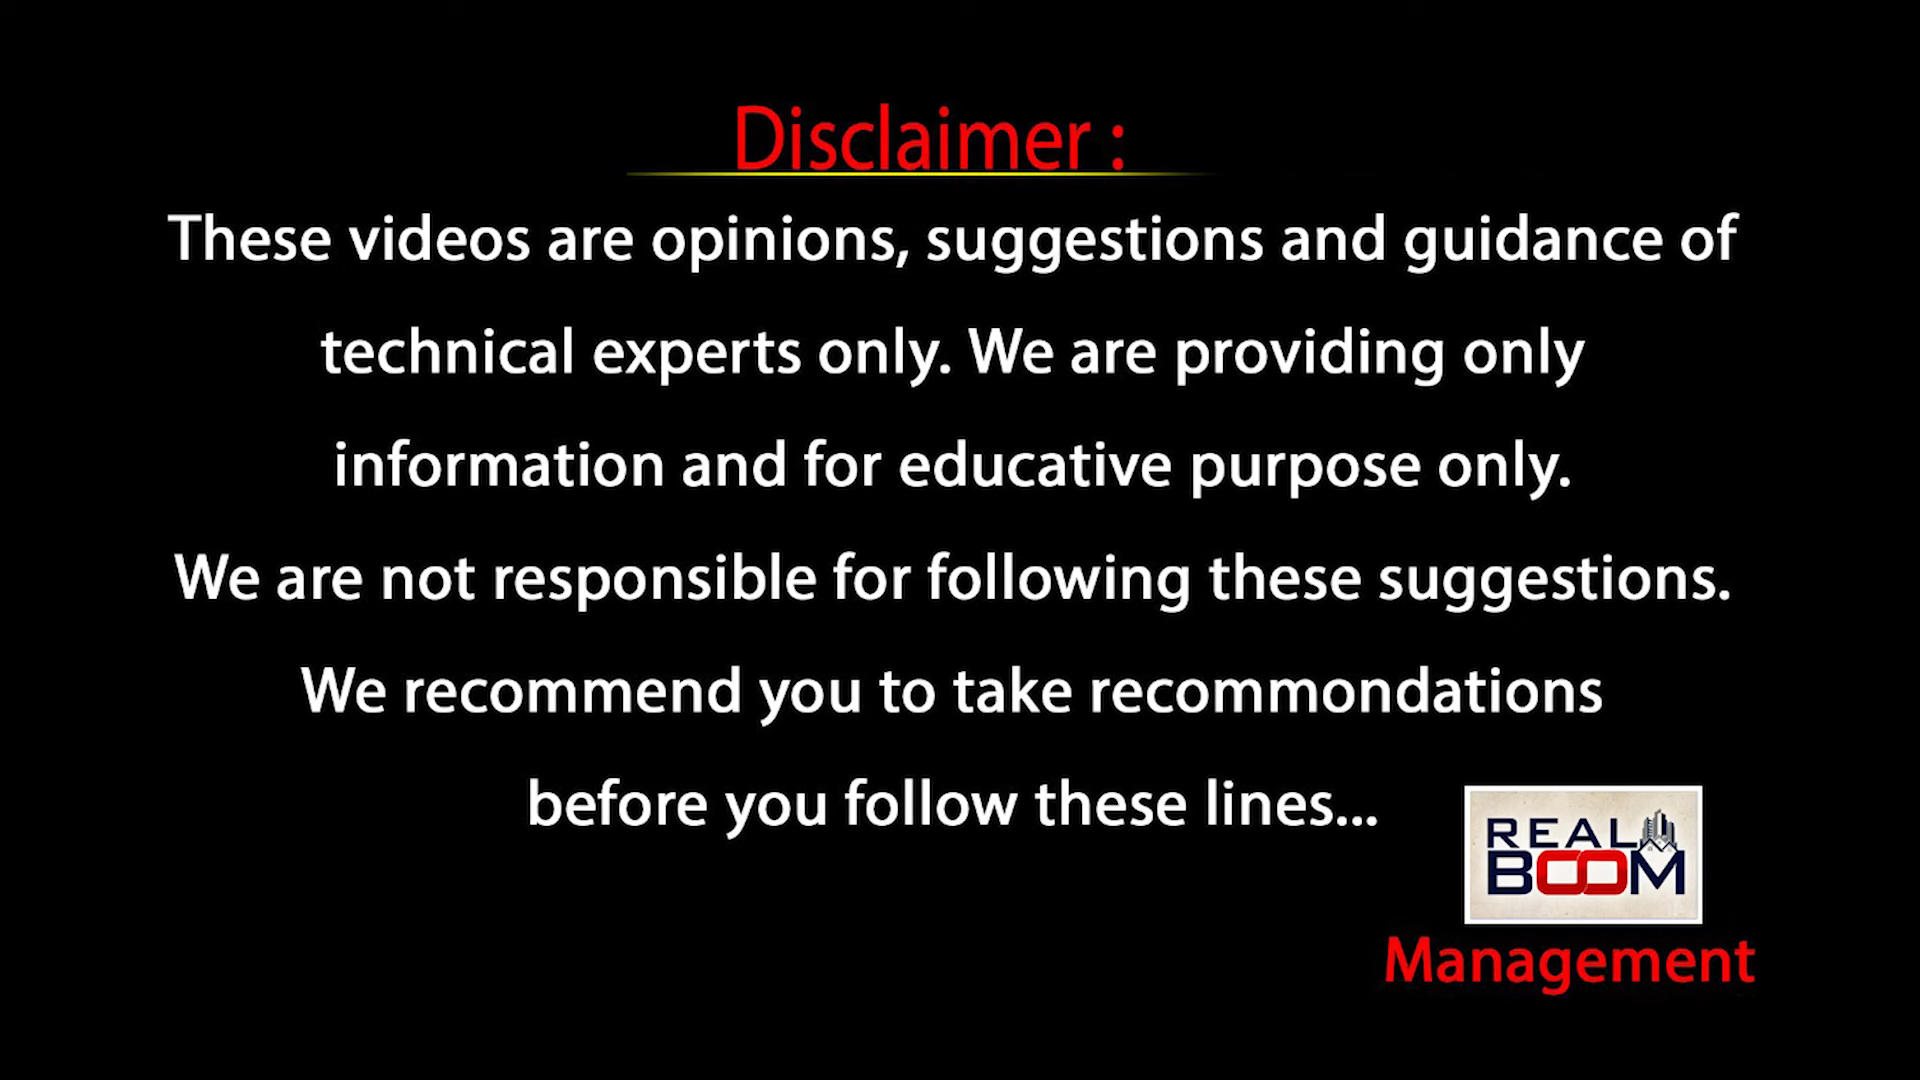 Disclaimer :
These videos are opinions, suggestions and guidance of
technical experts only. We are providing only
information and for educative purpose only.
We are not responsible for following these suggestions.
We recommend you to take recommondations
before you follow these lines...
REAL
BOOM
Management